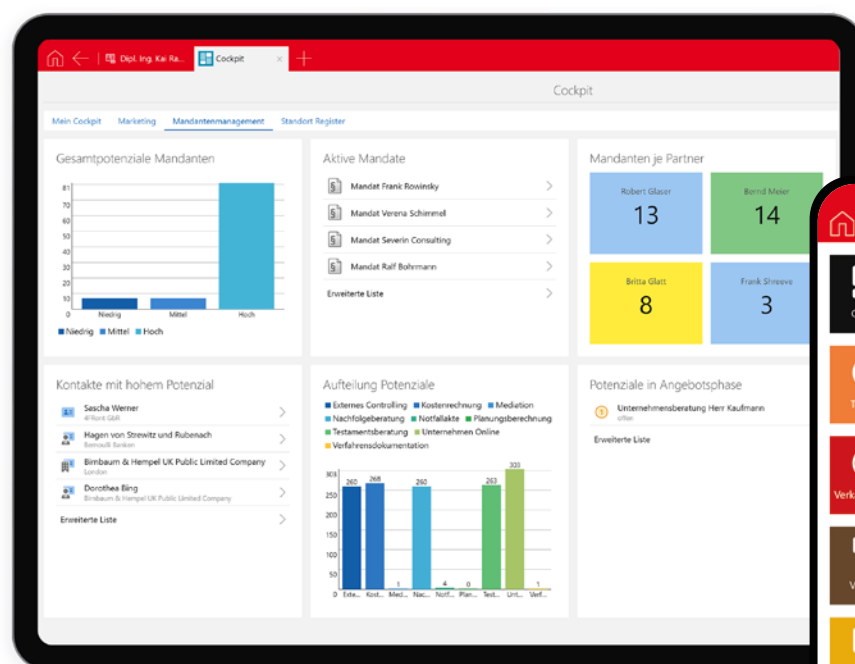 Dipl. Ing. Kai Ra...
Cockpit
Cockpit
Mein Cockpit Marketing Mandantenmanagement Standort Register
Gesamtpotenziale Mandanten
81
70
60
50
40
30
20
10
0
Niedrig Mittel Hoch
Niedrig Mittel Hoch
Aktive Mandate
Mandat Frank Rowinsky
Mandat Verena Schimmel
Mandat Severin Consulting
Mandat Ralf Bohrmann
Erweiterte Liste
Mandanten je Partner
Robert Glaser
13
Bernd Meier
14
Britta Glatt
8
Frank Shreeve
3
Kontakte mit hohem Potenzial
Sascha Werner
4Front GbR
Hagen von Strewitz und Rubenach
Bernoulli Banken
Birnbaum & Hempel UK Public Limited Company
London
Dorothea Bing
Birnbaum & Hempel UK Public Limited Company
Erweiterte Liste
Aufteilung Potenziale
Externes Controlling Kostenrechnung Mediation
Nachfolgeberatung Notfallakte Planungsberechnung
Testamentsberatung Unternehmen Online
Verfahrensdokumentation
303
250
200
150
100
50
0
260 268 1 260 4 0 263 303 1
Exte... Kost... Med... Nac... Notf... Plan... Test... Unt... Verf...
Potenziale in Angebotsphase
Unternehmensberatung Herr Kaufmann
offen
Erweiterte Liste